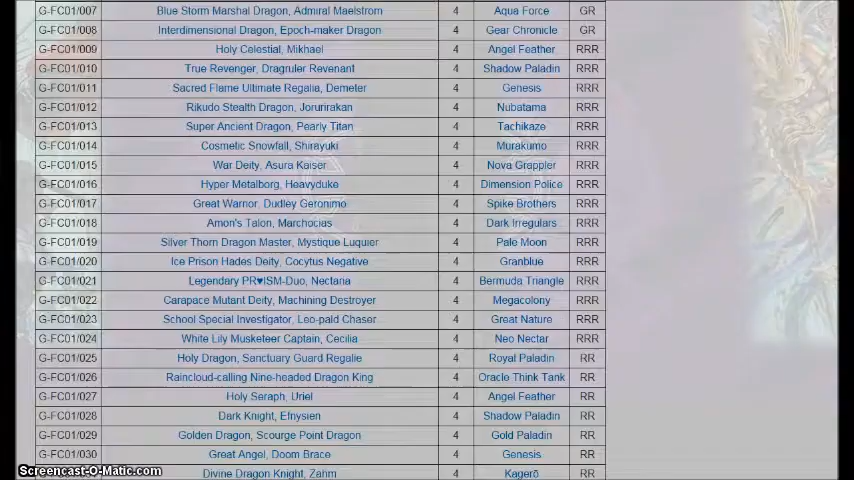 G-FC01/007 Blue Storm Marshal Dragon, Admiral Maelstrom 4 Aqua Force GR
G-FC01/008 Interdimensional Dragon, Epoch-maker Dragon 4 Gear Chronicle GR
G-FC01/009 Holy Celestial, Mikhael 4 Angel Feather RRR
G-FC01/010 True Revenger, Dragruler Revenant 4 Shadow Paladin RRR
G-FC01/011 Sacred Flame Ultimate Regalia, Demeter 4 Genesis RRR
G-FC01/012 Rikudo Stealth Dragon, Jorurirakan 4 Nubatama RRR
G-FC01/013 Super Ancient Dragon, Pearly Titan 4 Tachikaze RRR
G-FC01/014 Cosmetic Snowfall, Shirayuki 4 Murakumo RRR
G-FC01/015 War Deity, Asura Kaiser 4 Nova Grappler RRR
G-FC01/016 Hyper Metalborg, Heavyduke 4 Dimension Police RRR
G-FC01/017 Great Warrior, Dudley Geronimo 4 Spike Brothers RRR
G-FC01/018 Amon's Talon, Marchocias 4 Dark Irregulars RRR
G-FC01/019 Silver Thorn Dragon Master, Mystique Luquier 4 Pale Moon RRR
G-FC01/020 Ice Prison Hades Deity, Cocytus Negative 4 Granblue RRR
G-FC01/021 Legendary PR♥ISM-Duo, Nectaria 4 Bermuda Triangle RRR
G-FC01/022 Carapace Mutant Deity, Machining Destroyer 4 Megacolony RRR
G-FC01/023 School Special Investigator, Leo-pald Chaser 4 Great Nature RRR
G-FC01/024 White Lily Musketeer Captain, Cecilia 4 Neo Nectar RRR
G-FC01/025 Holy Dragon, Sanctuary Guard Regalie 4 Royal Paladin RR
G-FC01/026 Raincloud-calling Nine-headed Dragon King 4 Oracle Think Tank RR
G-FC01/027 Holy Seraph, Uriel 4 Angel Feather RR
G-FC01/028 Dark Knight, Efnysien 4 Shadow Paladin RR
G-FC01/029 Golden Dragon, Scourge Point Dragon 4 Gold Paladin RR
G-FC01/030 Great Angel, Doom Brace 4 Genesis RR
Divine Dragon Knight, Zahm 4 Kagerō RR
Screencast-O-Matic.com